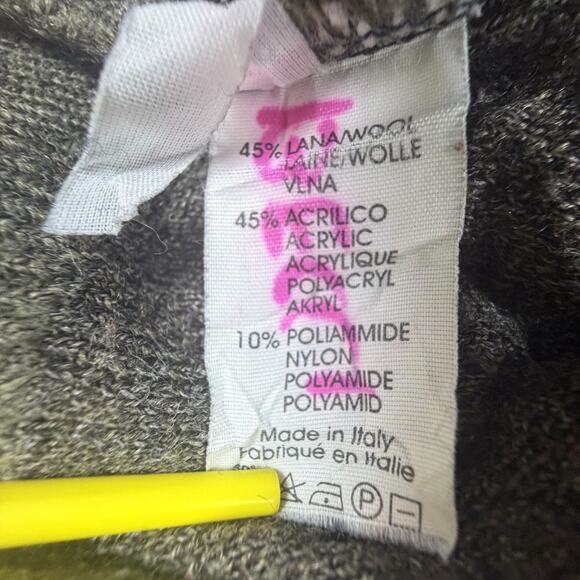 45% LANA/WOOL
LAINE/WOLLE
VLNA
45% ACRILICO
ACRYLIC
ACRYLIQUE
POLYACRYL
AKRYL
10% POLIAMMIDE
NYLON
POLYAMIDE
POLYAMID
Made in Italy
Fabriqué en Italie
P